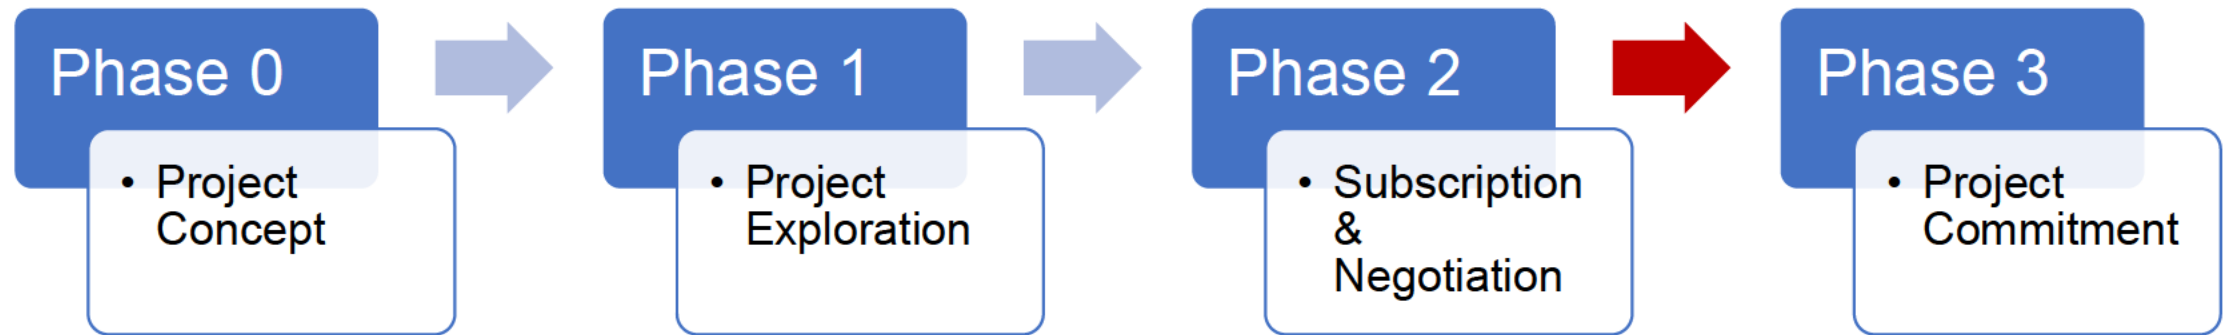 Phase 0
• Project
Concept
Phase 1
• Project
Exploration
Phase 2
• Subscription
&
Negotiation
Phase 3
• Project
Commitment